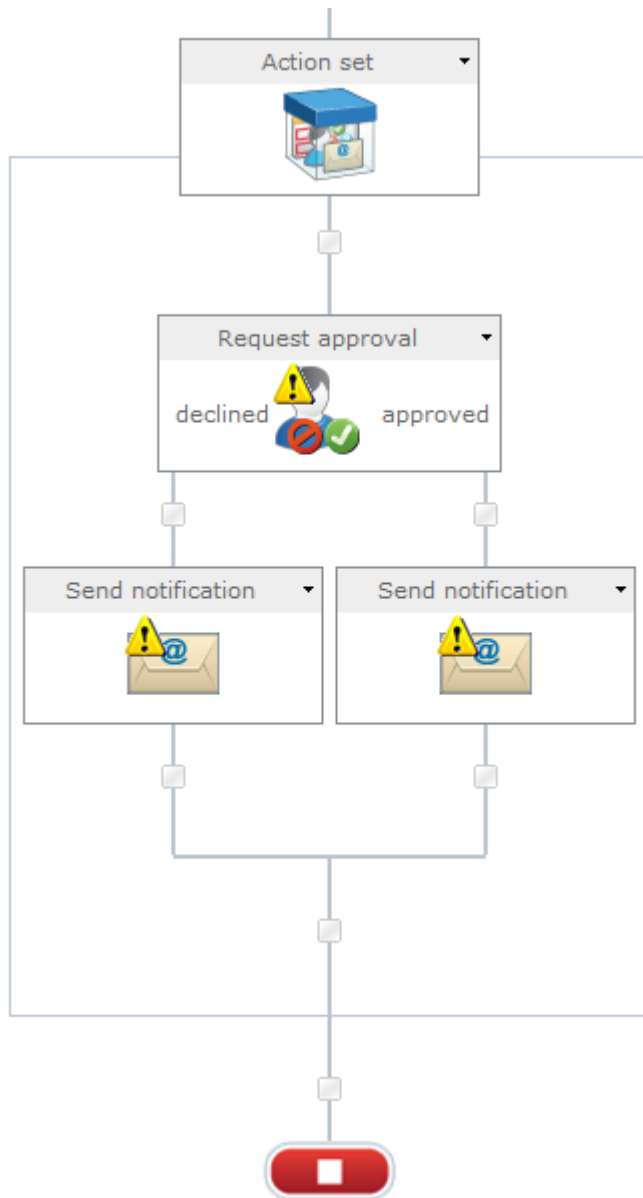 Action set
Request approval
declined
approved
Send notification
Send notification